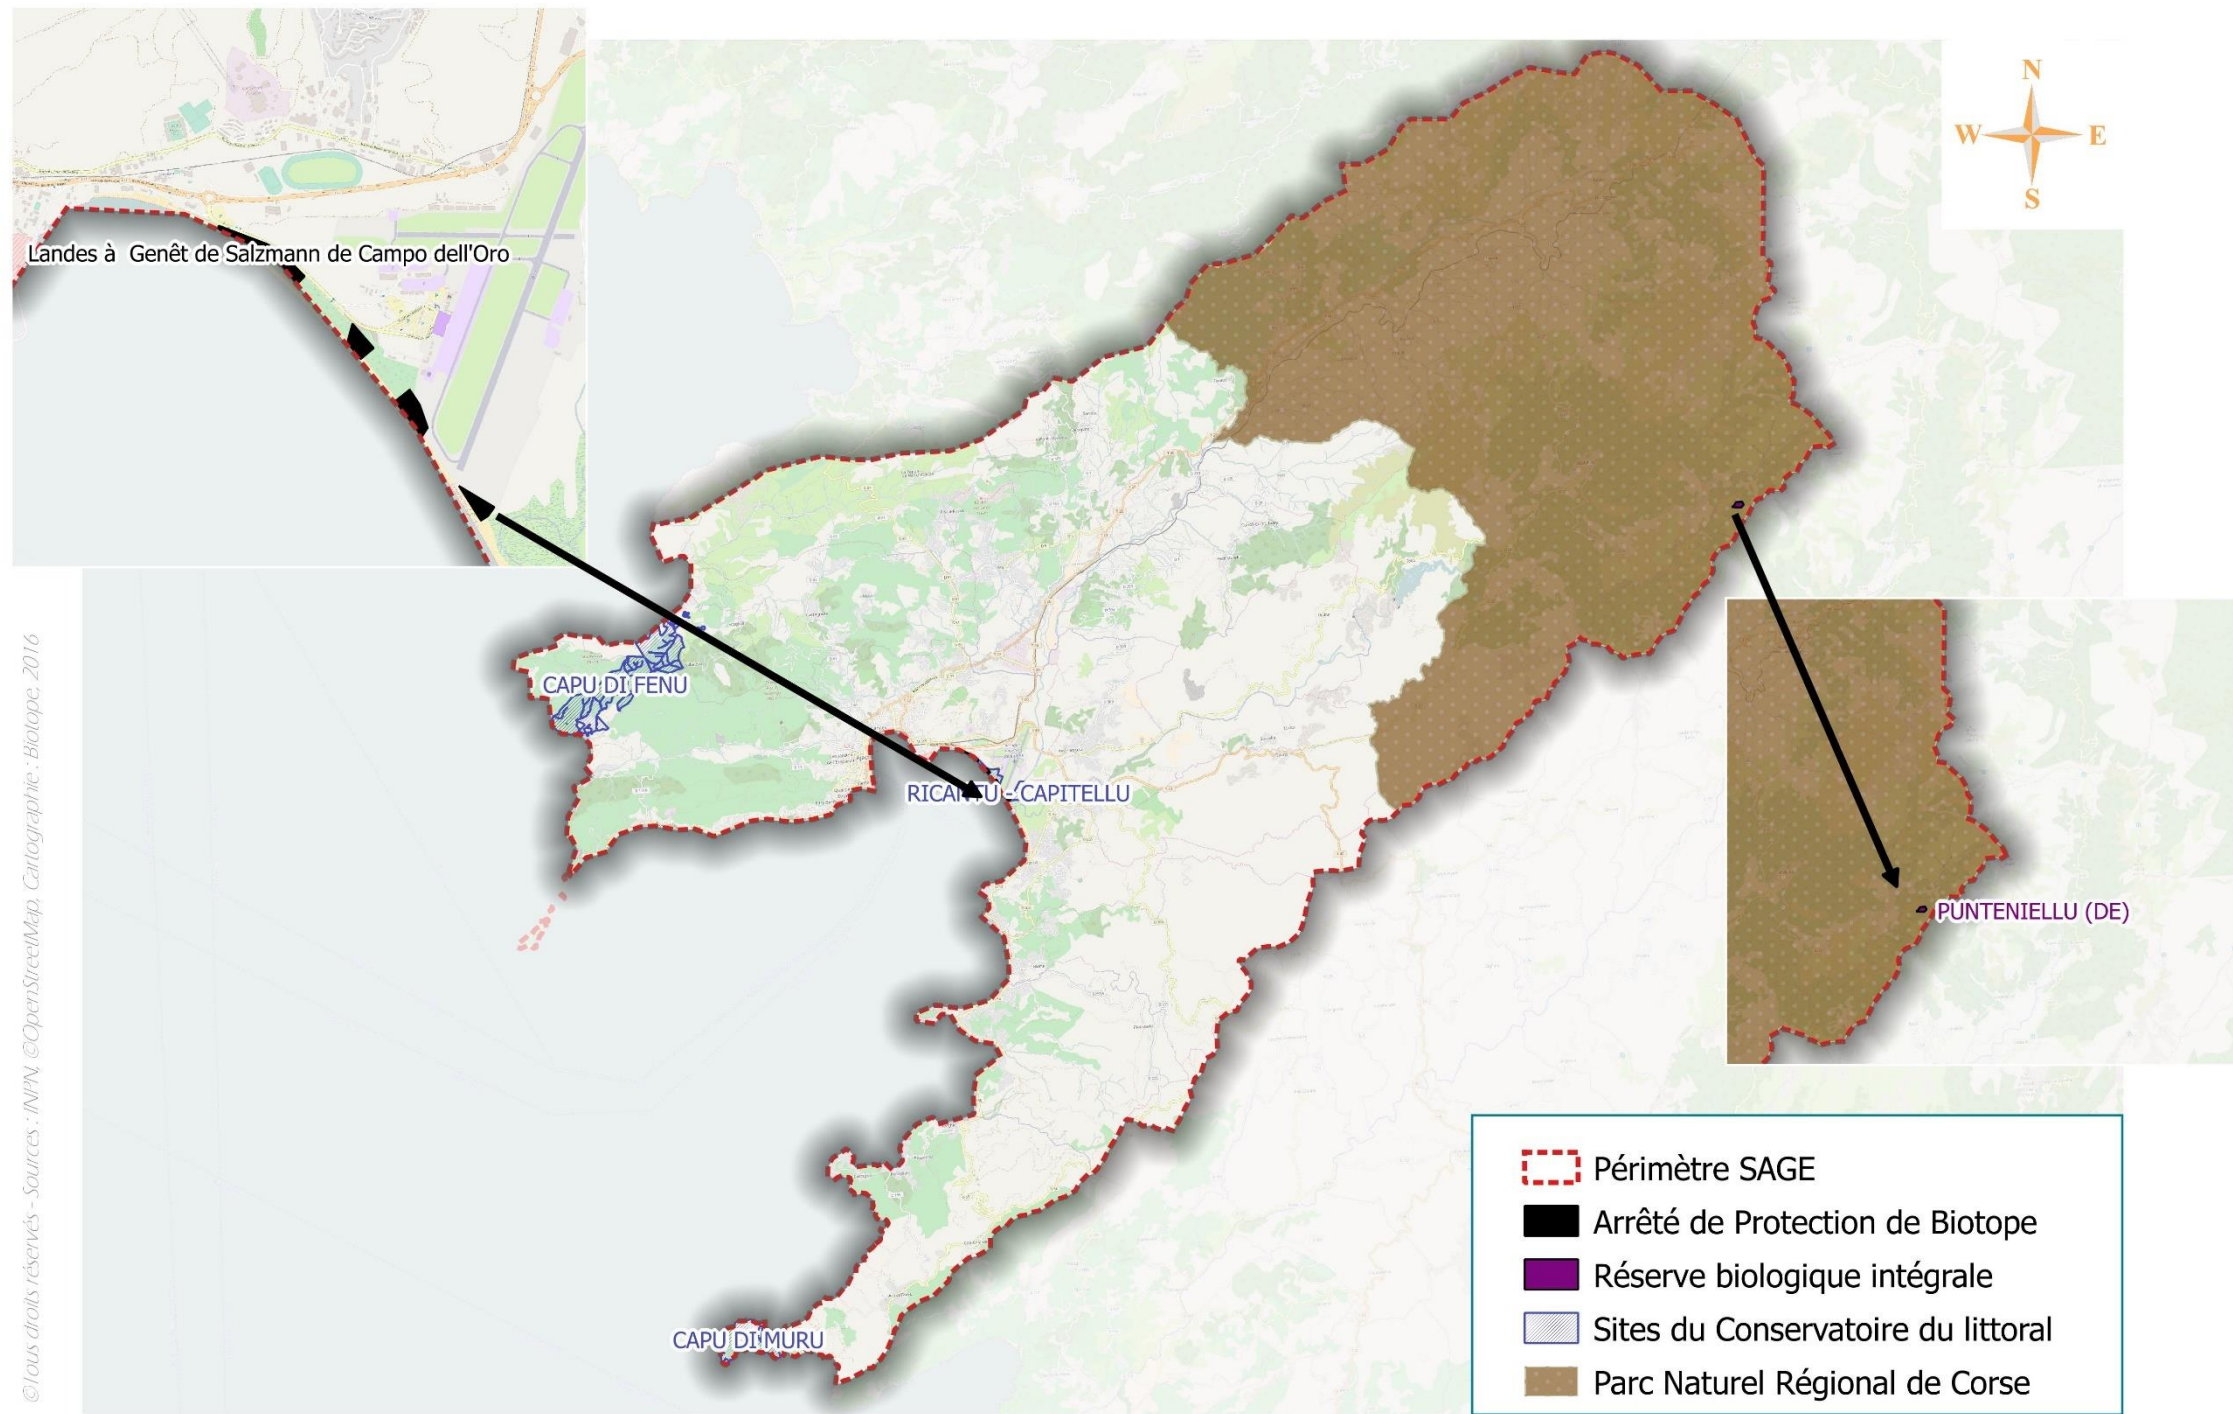 N
W E
S
Landes à Genêt de Salzmann de Campo dell'Oro
CAPU DI FENU
RICANTU - CAPITELLU
PUNTENIELLU (DE)
CAPU DI MURU
Périmètre SAGE
Arrêté de Protection de Biotope
Réserve biologique intégrale
Sites du Conservatoire du littoral
Parc Naturel Régional de Corse
©Tous droits réservés - Sources : INPN, ©OpenStreetMap, Cartographie : Biotope, 2016